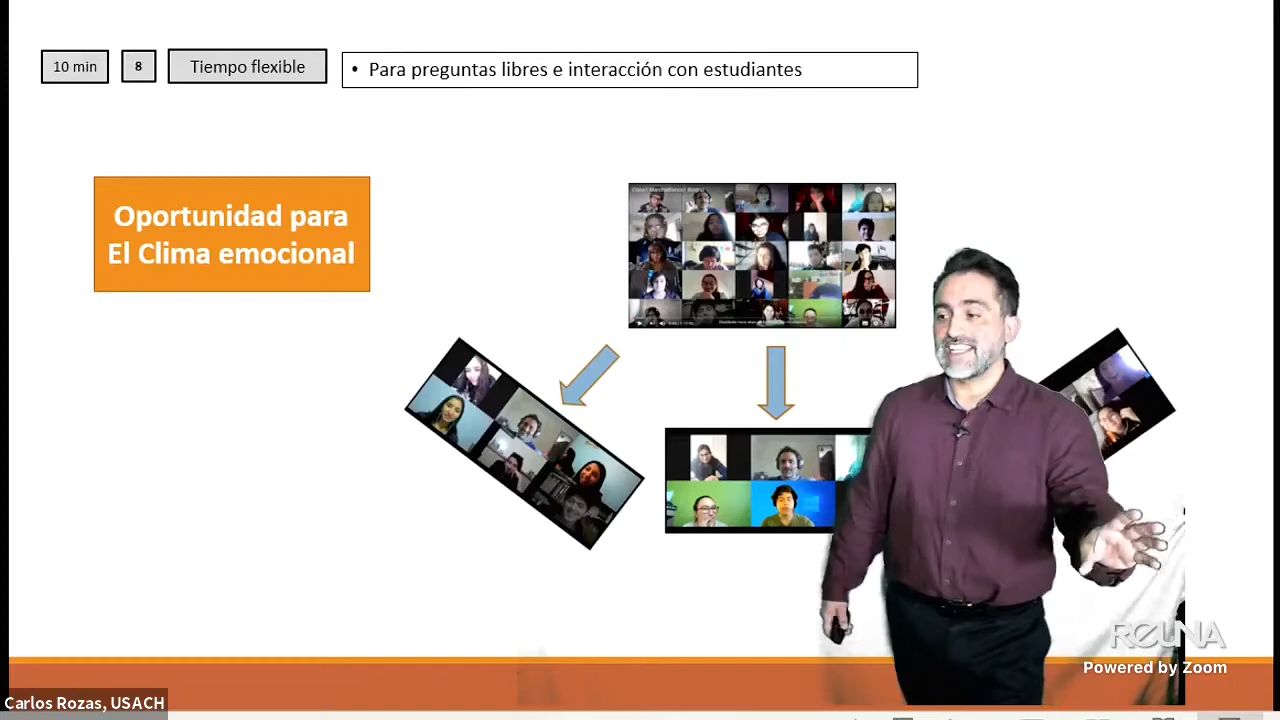 10 min
8
Tiempo flexible
• Para preguntas libres e interacción con estudiantes
Oportunidad para
El Clima emocional
REUNA
Powered by Zoom
Carlos Rozas, USACH